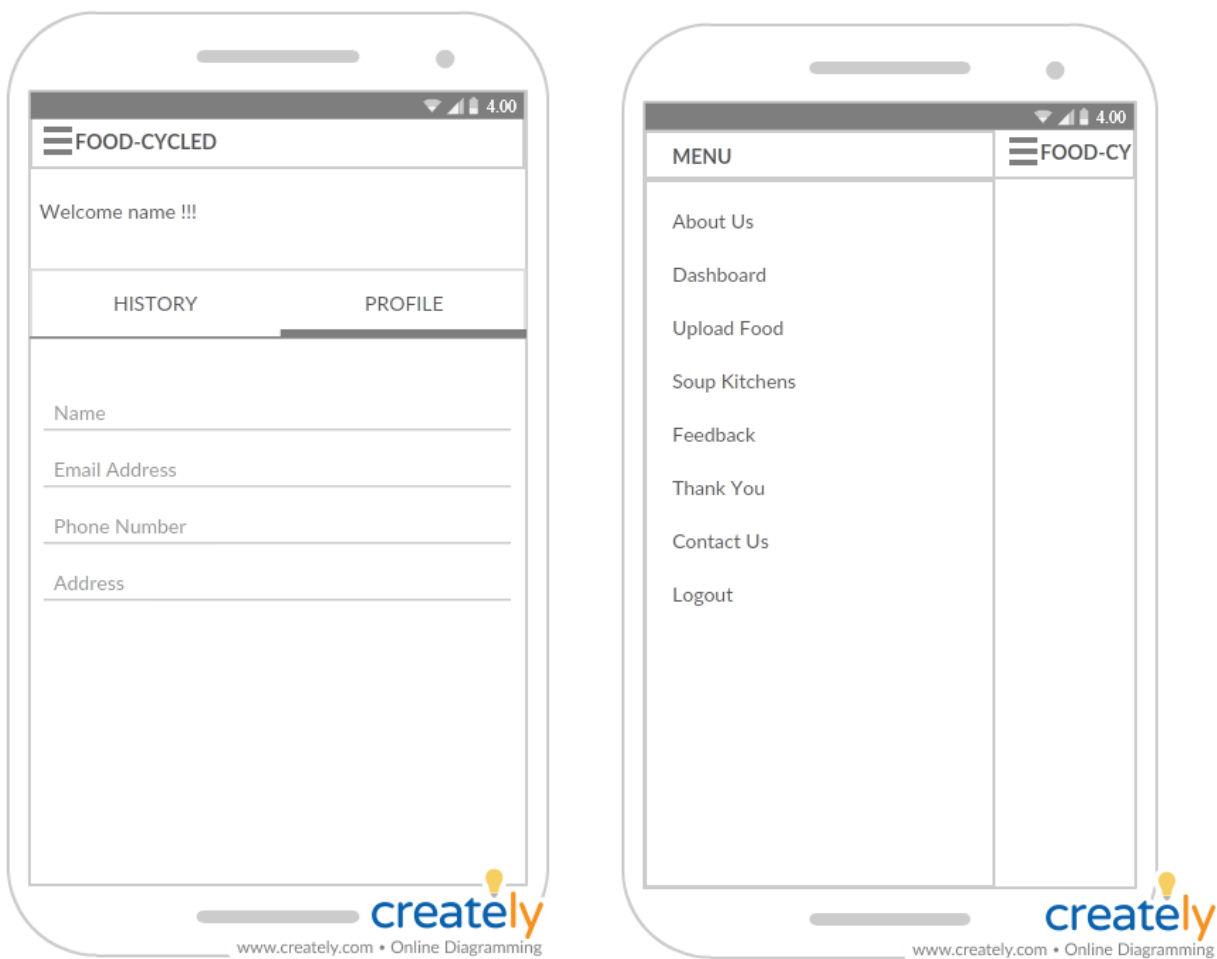 4.00
FOOD-CYCLED
Welcome name !!!
HISTORY PROFILE
Name
Email Address
Phone Number
Address
creately
www.creately.com • Online Diagramming
4.00
MENU
FOOD-CY
About Us
Dashboard
Upload Food
Soup Kitchens
Feedback
Thank You
Contact Us
Logout
creately
www.creately.com • Online Diagramming